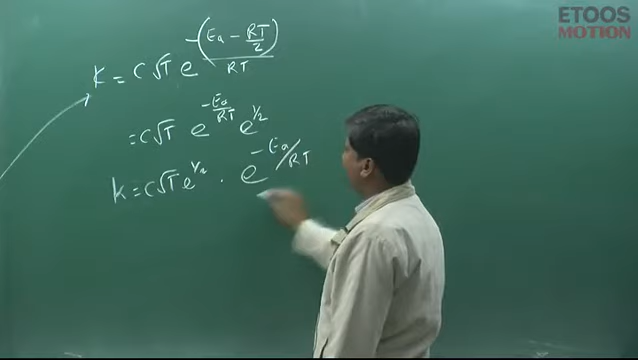 ETOOS
MOTION
K = C√T e^(-(Ea - RT/2)/RT)
= C√T e^(-Ea/RT) e^(1/2)
K = C√T e^(1/2) . e^(-Ea/RT)